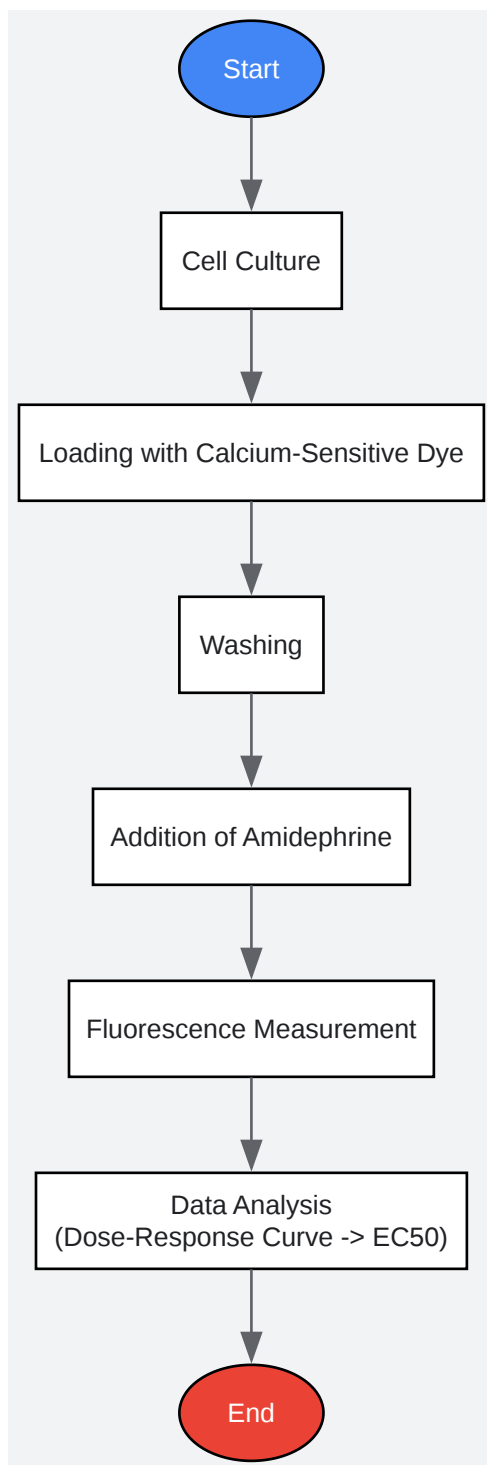 Start
Cell Culture
Loading with Calcium-Sensitive Dye
Washing
Addition of Amidephrine
Fluorescence Measurement
Data Analysis
(Dose-Response Curve -> EC50)
End